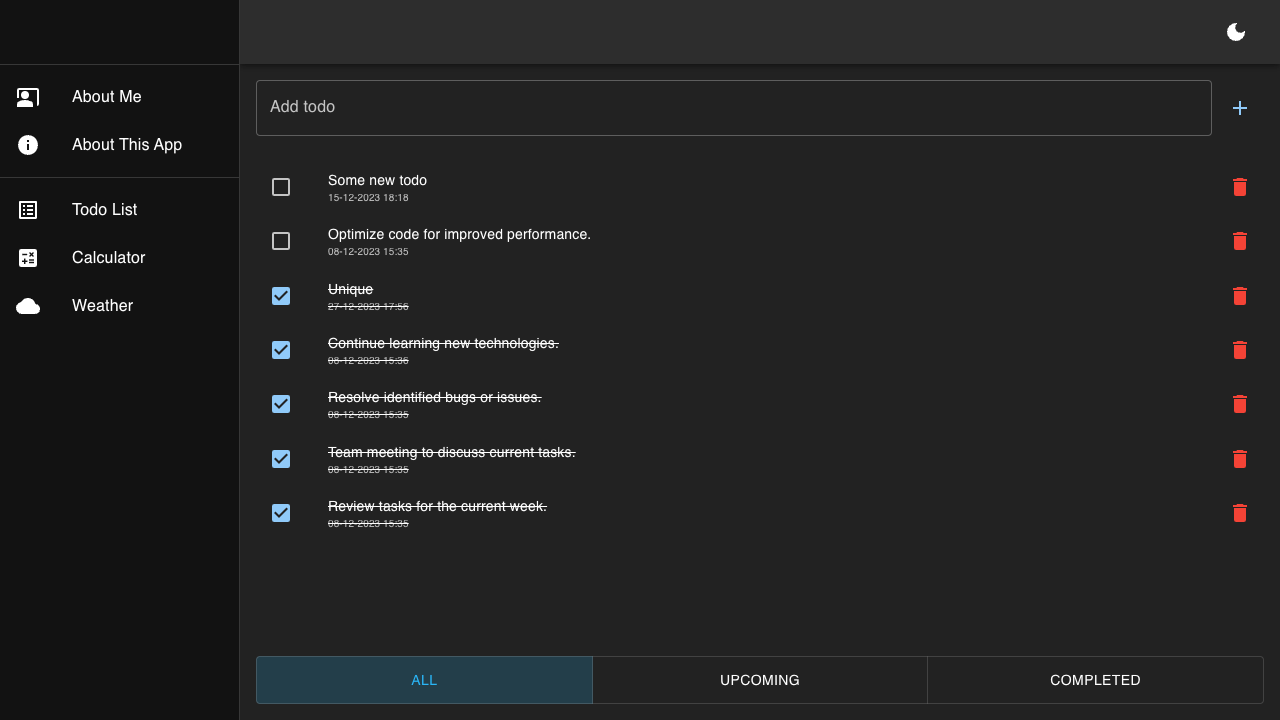 About Me
About This App
Todo List
Calculator
Weather
Add todo
Some new todo
15-12-2023 18:18
Optimize code for improved performance.
08-12-2023 15:35
Unique
27-12-2023 17:56
Continue learning new technologies.
08-12-2023 15:36
Resolve identified bugs or issues.
08-12-2023 15:35
Team meeting to discuss current tasks.
08-12-2023 15:35
Review tasks for the current week.
08-12-2023 15:35
ALL
UPCOMING
COMPLETED